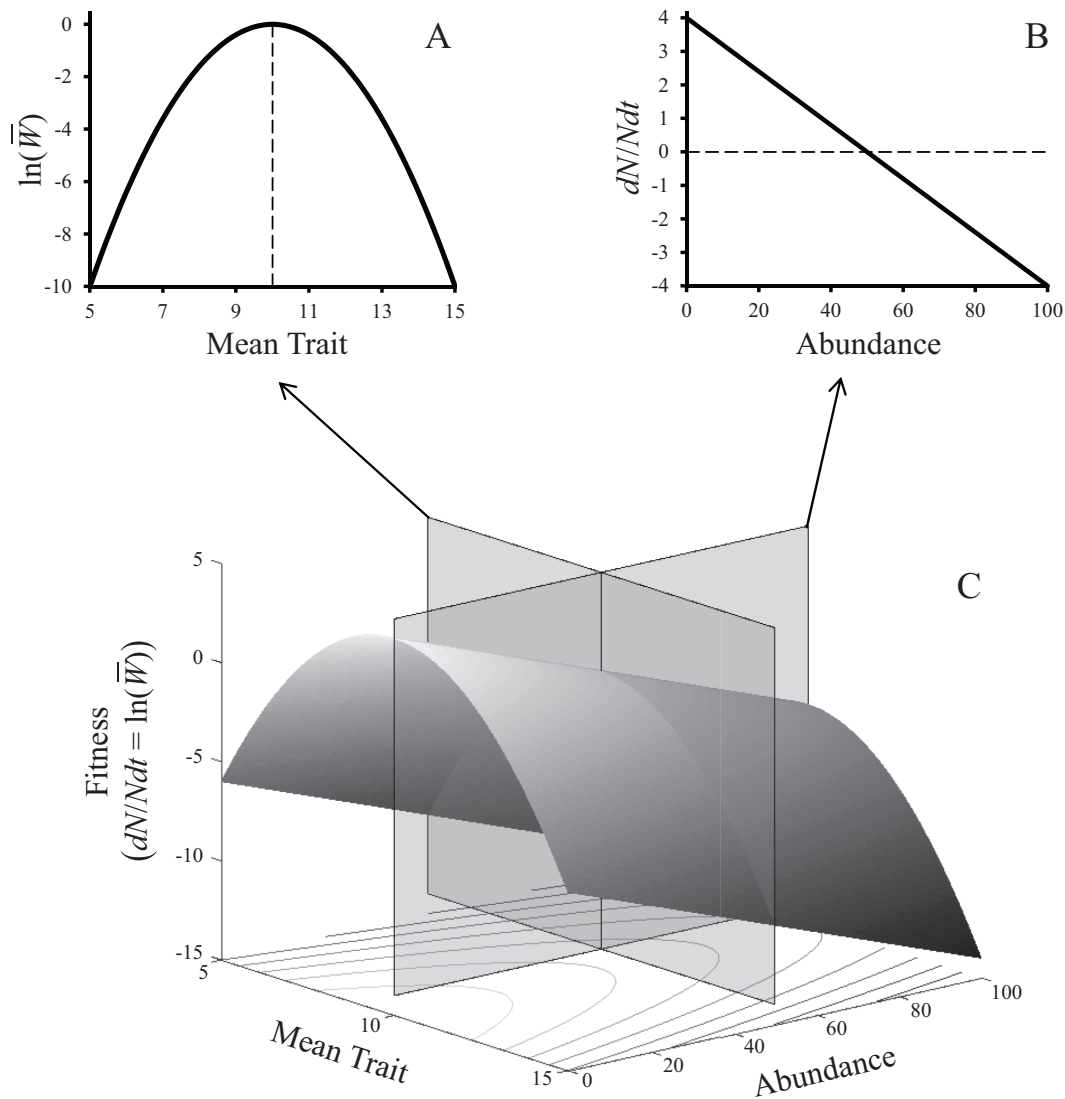 A
0
-2
-4
-6
-8
-10
ln(W̅)
5 7 9 11 13 15
Mean Trait
B
4
3
2
1
0
-1
-2
-3
-4
dN/Ndt
0 20 40 60 80 100
Abundance
C
5
0
-5
-10
-15
Fitness
(dN/Ndt = ln(W̅))
5
10
15
Mean Trait
0
20
40
60
80
100
Abundance